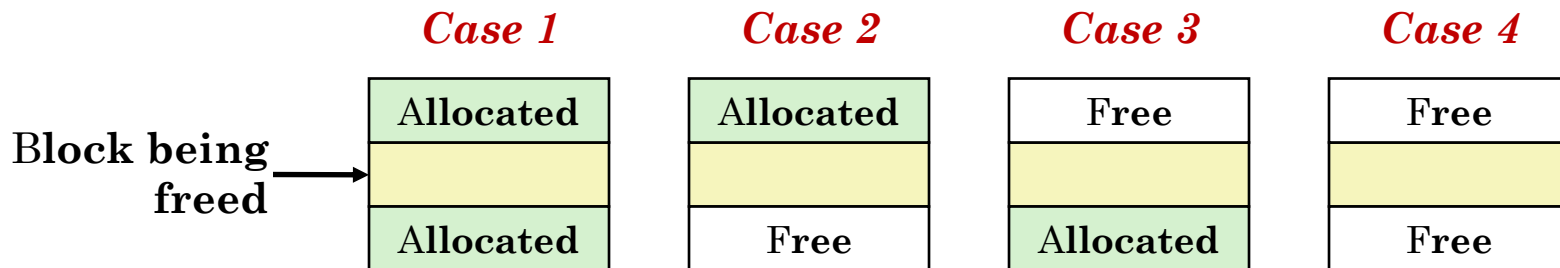 Case 1 Case 2 Case 3 Case 4
Allocated Allocated Free Free
Block being
freed
Allocated Free Allocated Free